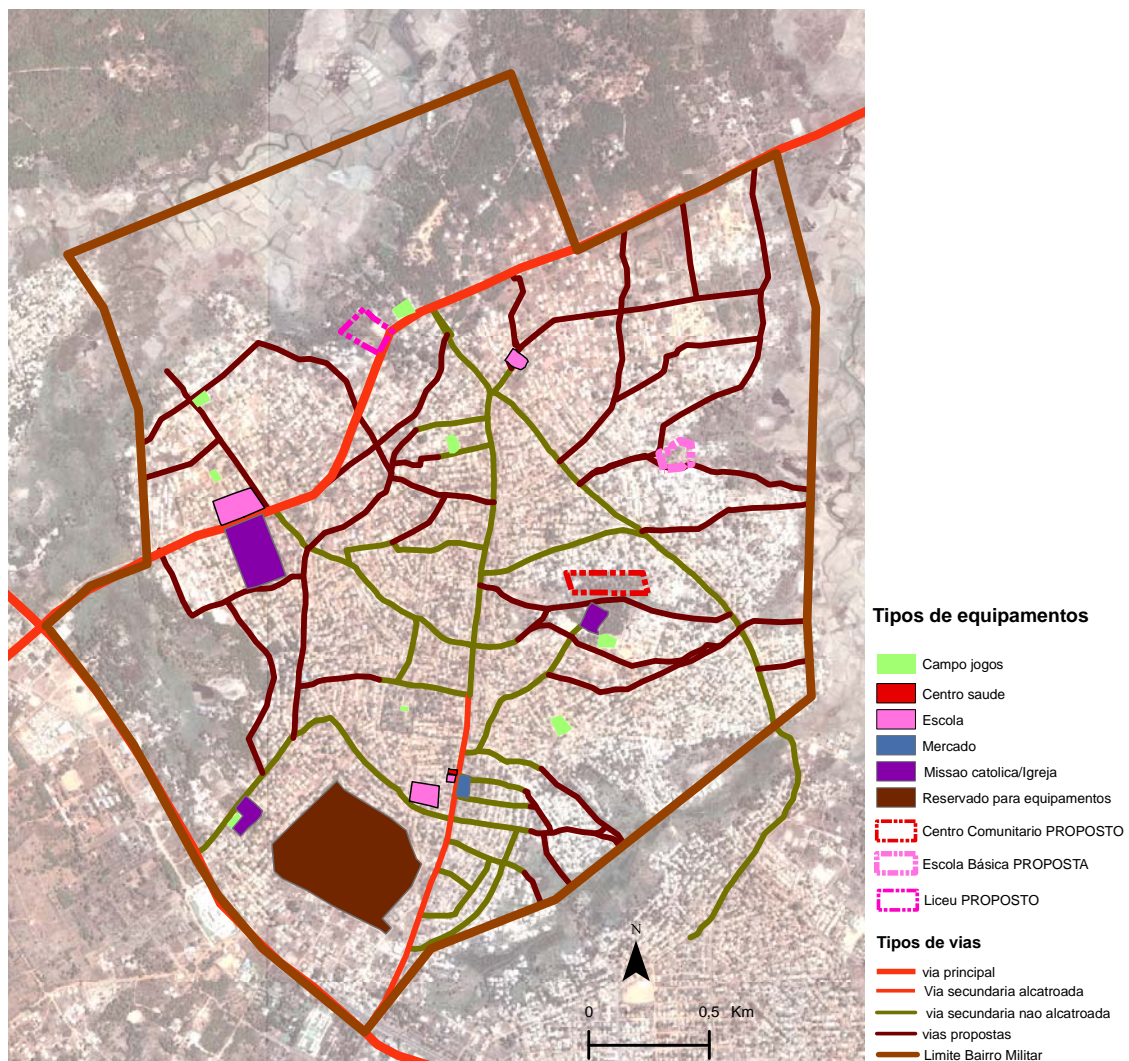 Tipos de equipamentos
Campo jogos
Centro saude
Escola
Mercado
Missao catolica/Igreja
Reservado para equipamentos
Centro Comunitario PROPOSTO
Escola Básica PROPOSTA
Liceu PROPOSTO
Tipos de vias
via principal
Via secundaria alcatroada
via secundaria nao alcatroada
vias propostas
Limite Bairro Militar
N
0 0,5 Km